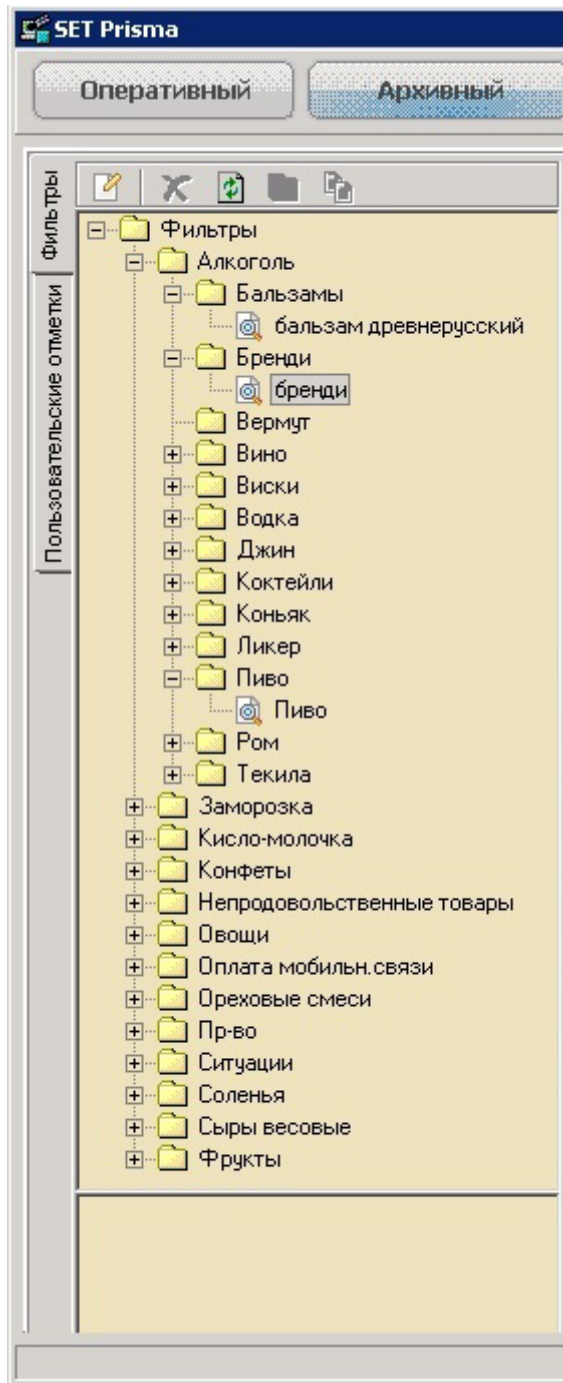 SET Prisma
Оперативный Архивный
Фильтры
Пользовательские отметки
Фильтры
Алкоголь
Бальзамы
бальзам древнерусский
Бренди
бренди
Вермут
Вино
Виски
Водка
Джин
Коктейли
Коньяк
Ликер
Пиво
Пиво
Ром
Текила
Заморозка
Кисло-молочка
Конфеты
Непродовольственные товары
Овощи
Оплата мобильн.связи
Ореховые смеси
Пр-во
Ситуации
Соленья
Сыры весовые
Фрукты